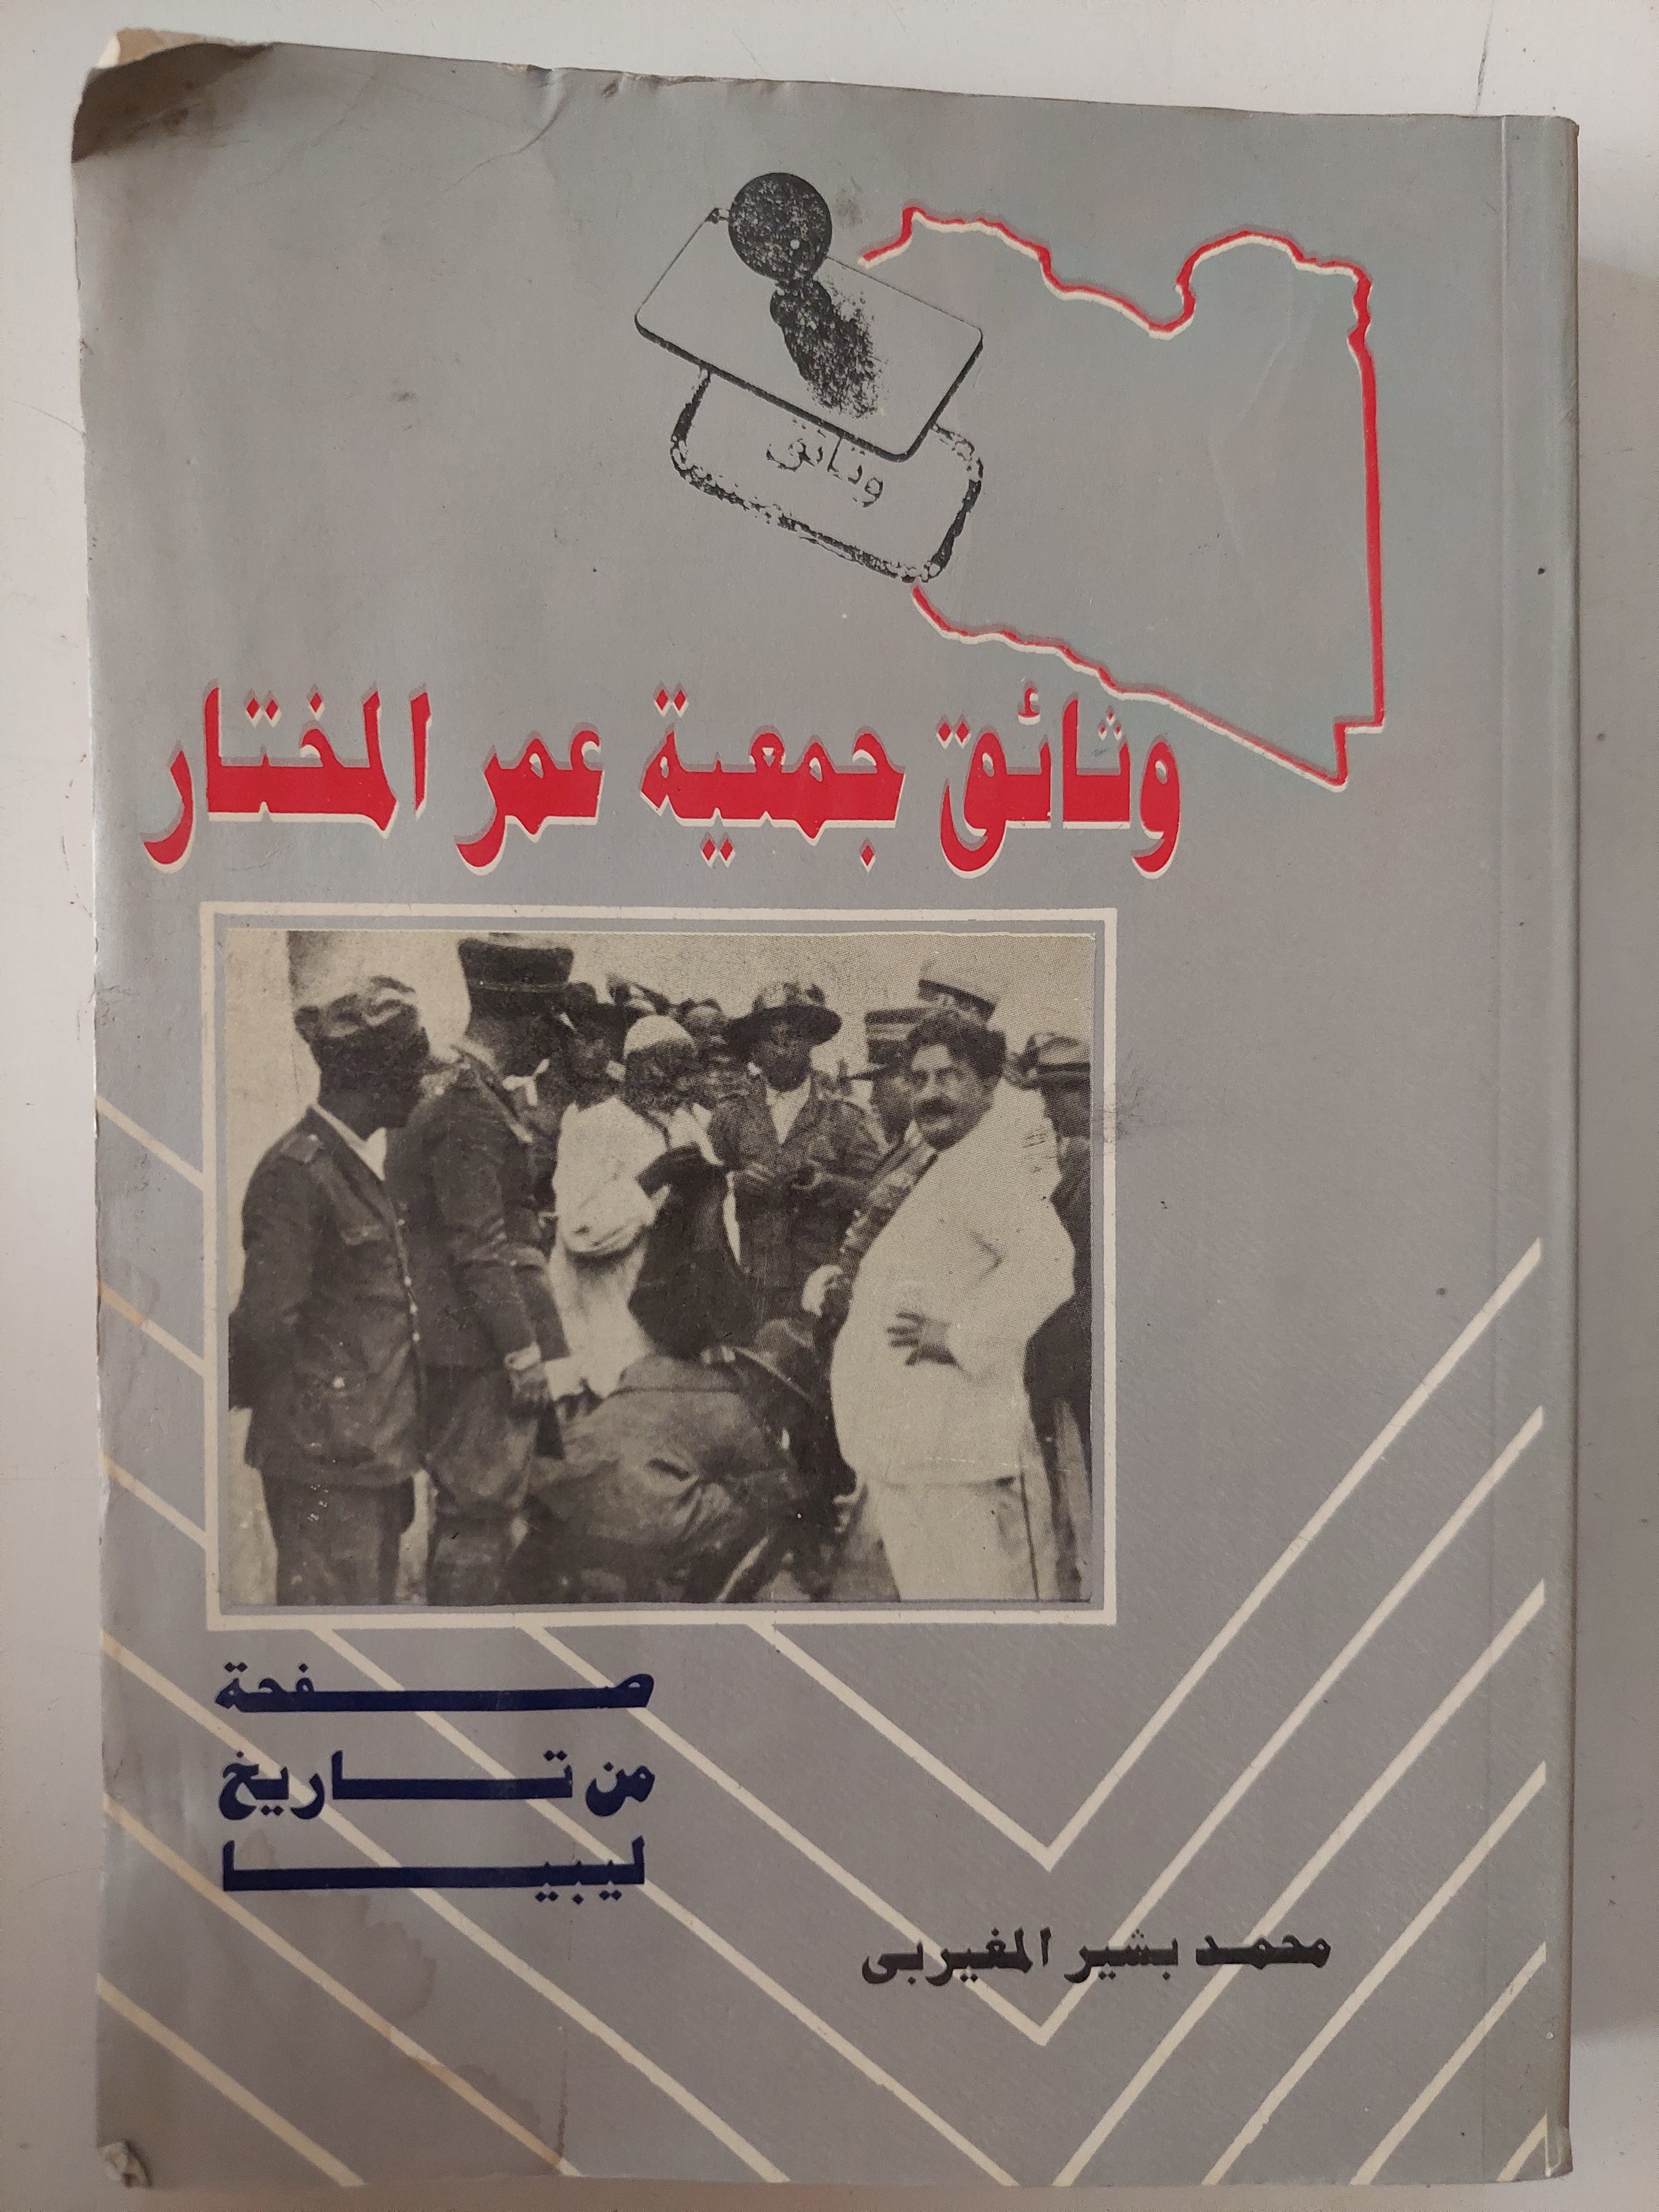 وثائق
وثائق جمعية عمر المختار
صفحة
من تاريخ
ليبيا
محمد بشير المغيربى